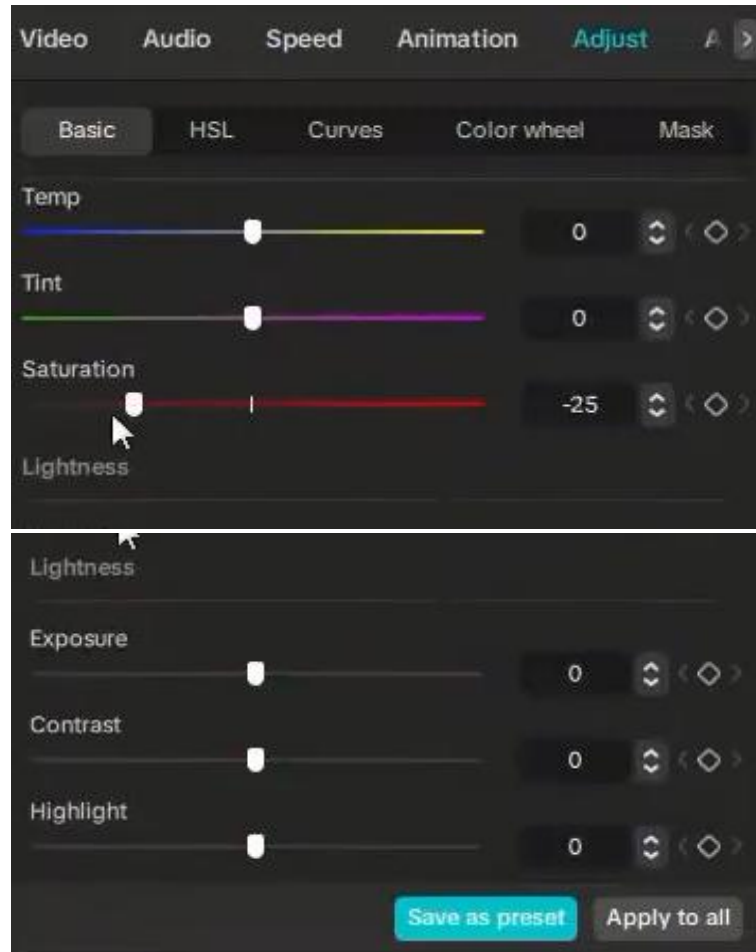 Video Audio Speed Animation Adjust A
Basic HSL Curves Color wheel Mask
Temp
0
Tint
0
Saturation
-25
Lightness
Lightness
Exposure
0
Contrast
0
Highlight
0
Save as preset Apply to all